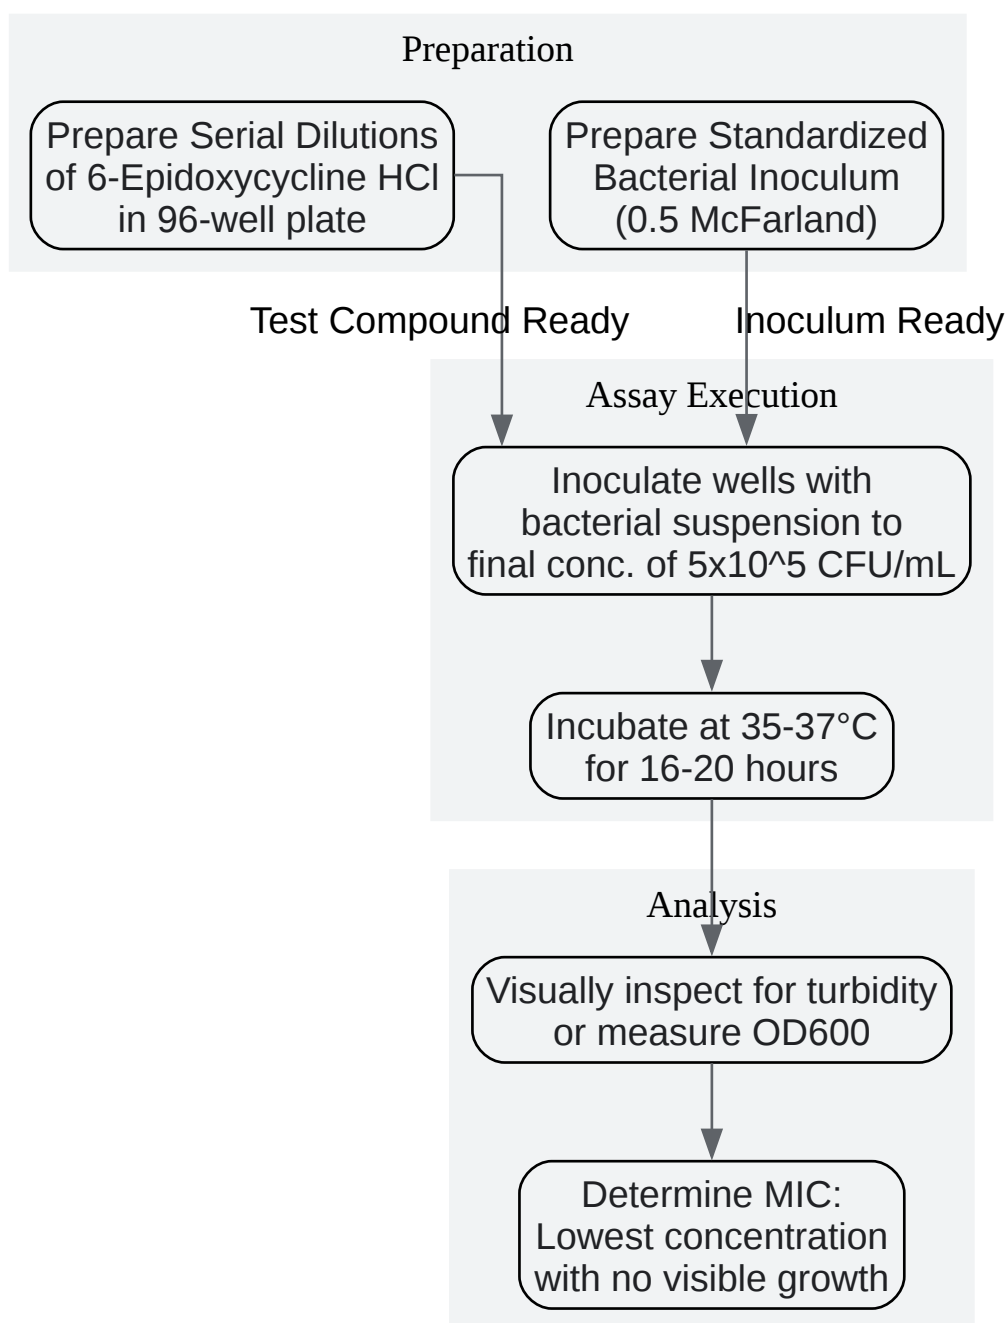 Preparation
Prepare Serial Dilutions
of 6-Epidoxycycline HCl
in 96-well plate
Prepare Standardized
Bacterial Inoculum
(0.5 McFarland)
Test Compound Ready
Inoculum Ready
Assay Execution
Inoculate wells with
bacterial suspension to
final conc. of 5x10^5 CFU/mL
Incubate at 35-37°C
for 16-20 hours
Analysis
Visually inspect for turbidity
or measure OD600
Determine MIC:
Lowest concentration
with no visible growth